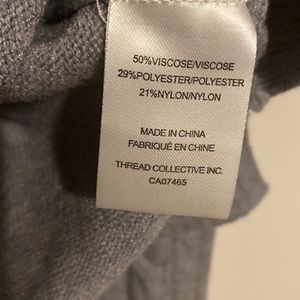 50%VISCOSE/VISCOSE
29%POLYESTER/POLYESTER
21%NYLON/NYLON
MADE IN CHINA
FABRIQUÉ EN CHINE
THREAD COLLECTIVE INC.
CA07465